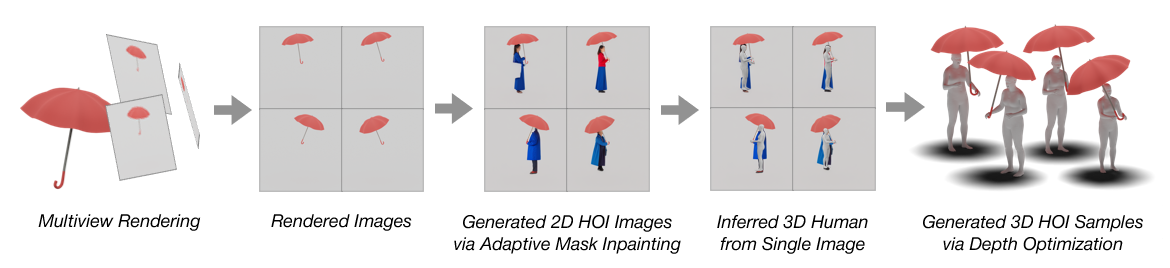 Multiview Rendering
Rendered Images
Generated 2D HOI Images
via Adaptive Mask Inpainting
Inferred 3D Human
from Single Image
Generated 3D HOI Samples
via Depth Optimization